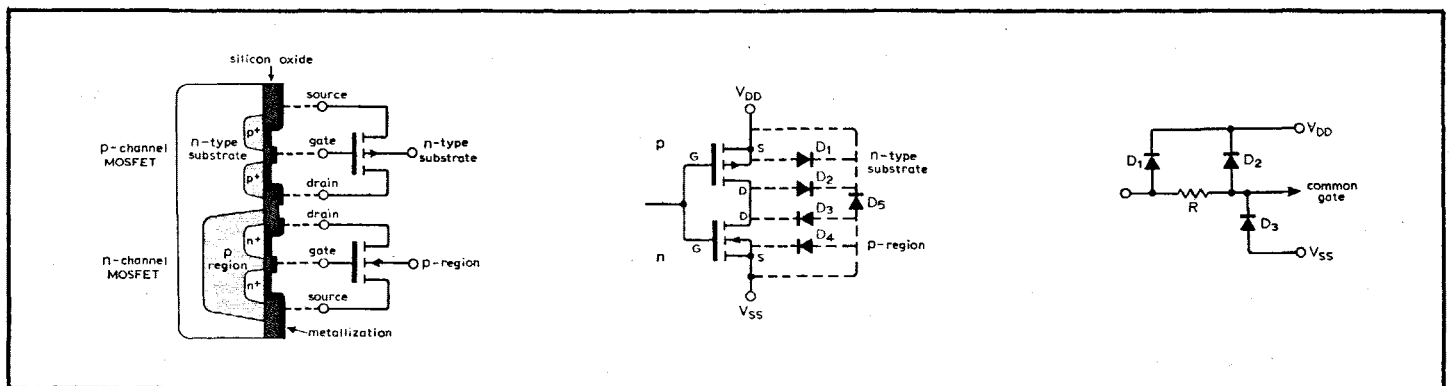 silicon oxide
source
p+
p-channel
MOSFET
n-type
substrate
gate
n-type
substrate
p+
drain
drain
n+
n-channel
MOSFET
p
region
gate
p-region
n+
source
metallization
VDD
p
G
S
D1
n-type
substrate
D2
D
D5
D
D3
G
D4
p-region
n
S
VSS
VDD
D1
D2
R
common
gate
D3
VSS